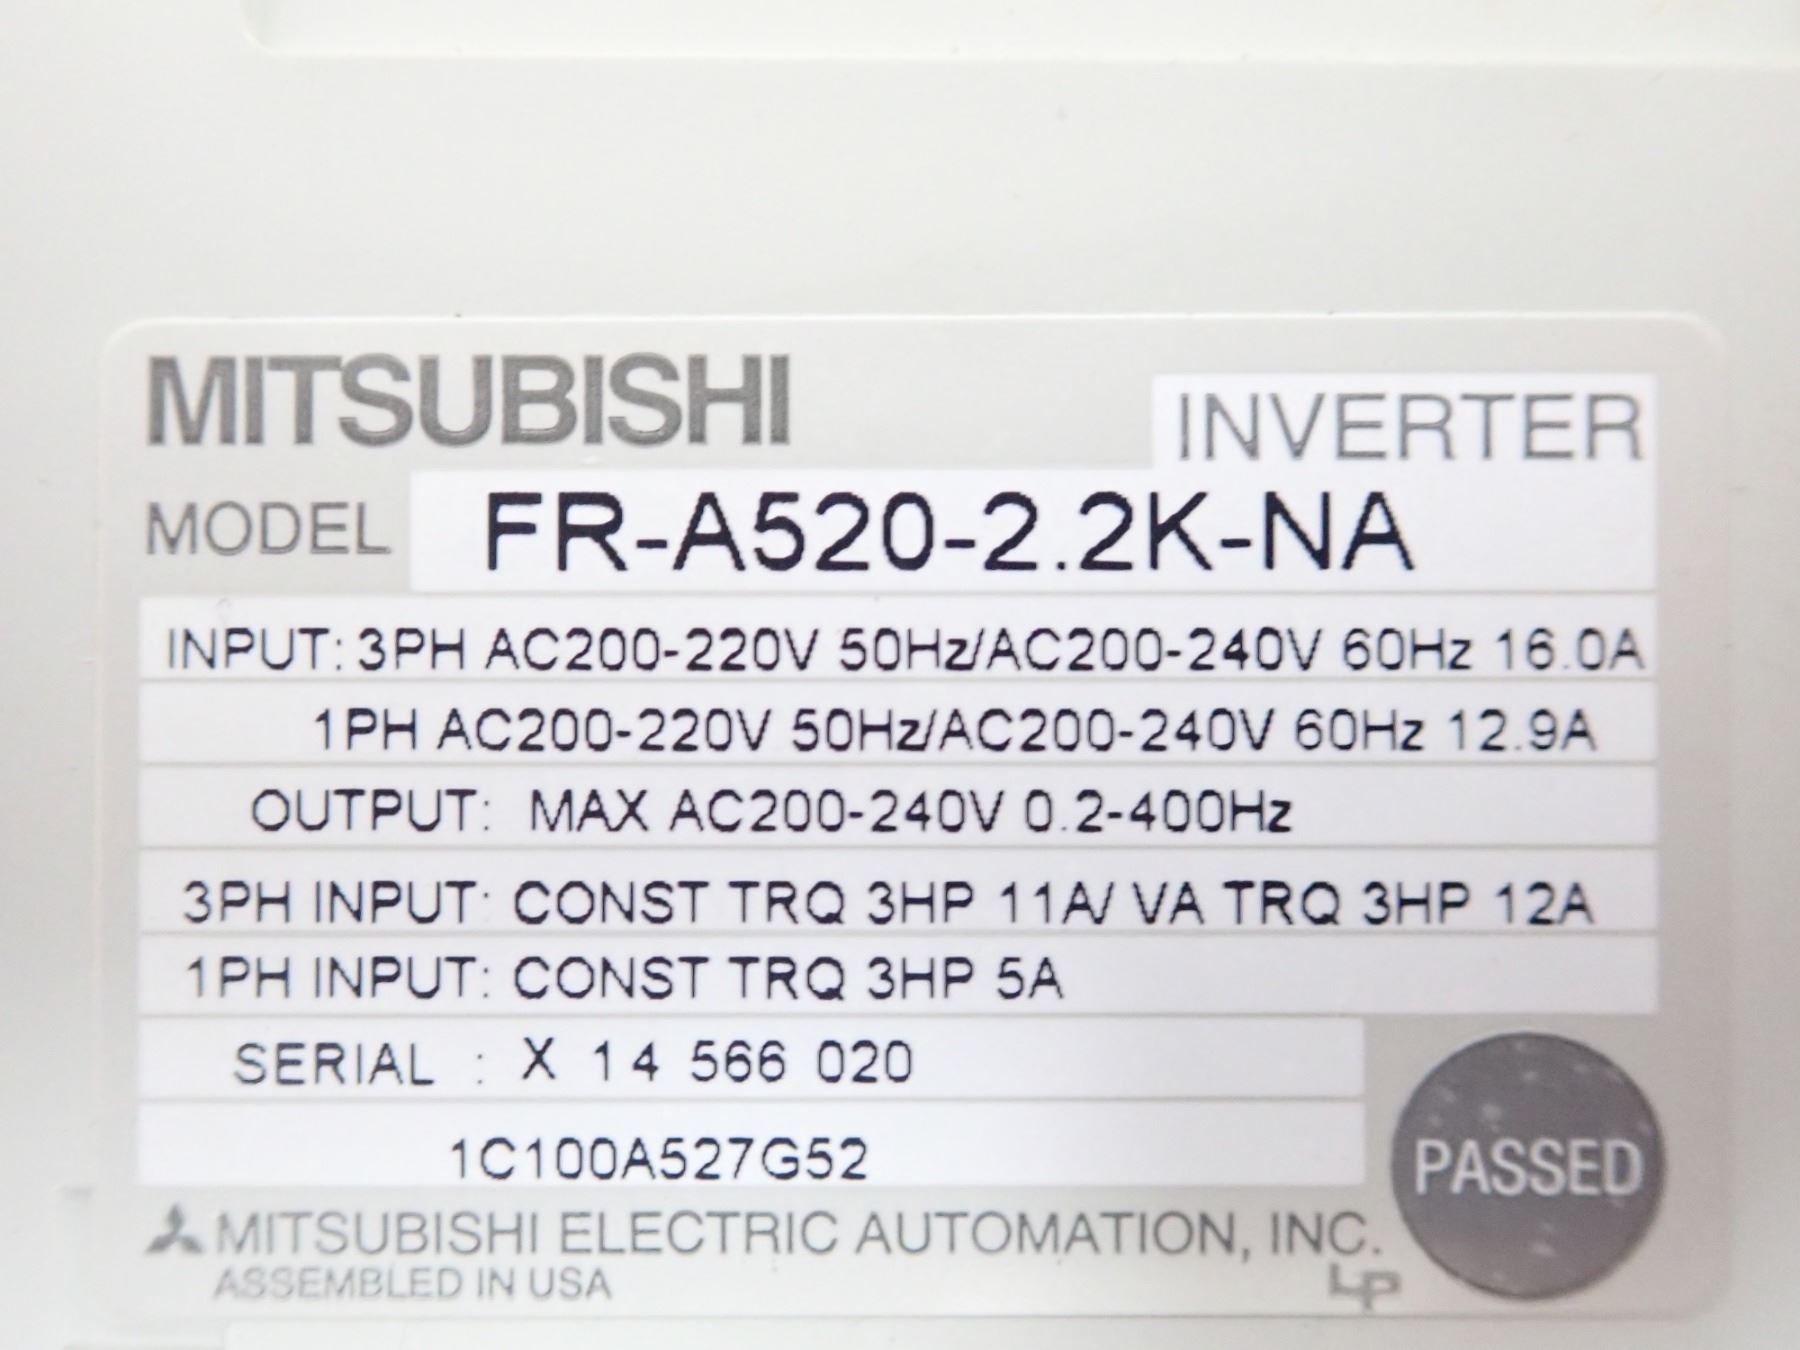 MITSUBISHI
INVERTER
MODEL FR-A520-2.2K-NA
INPUT: 3PH AC200-220V 50Hz/AC200-240V 60Hz 16.0A
1PH AC200-220V 50Hz/AC200-240V 60Hz 12.9A
OUTPUT: MAX AC200-240V 0.2-400Hz
3PH INPUT: CONST TRQ 3HP 11A/ VA TRQ 3HP 12A
1PH INPUT: CONST TRQ 3HP 5A
SERIAL : X 14 566 020
1C100A527G52
PASSED
MITSUBISHI ELECTRIC AUTOMATION, INC.
ASSEMBLED IN USA
LP